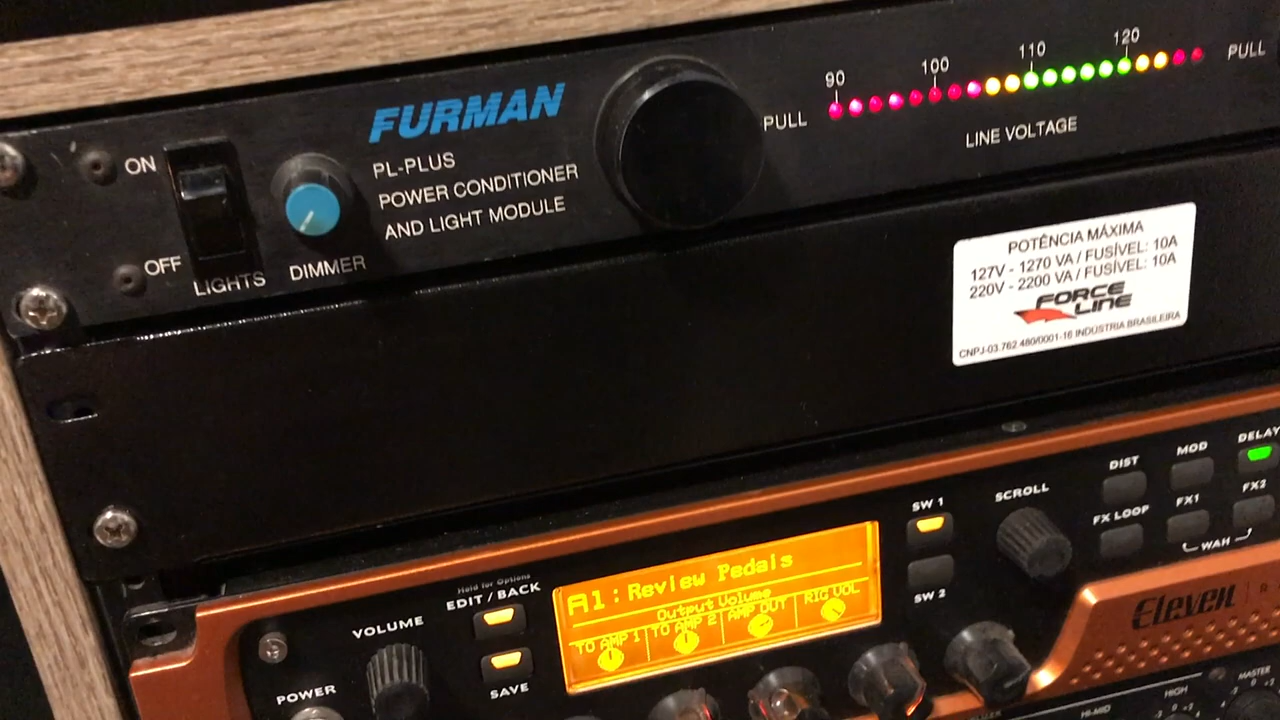 ON
OFF
LIGHTS
DIMMER
FURMAN
PL-PLUS
POWER CONDITIONER
AND LIGHT MODULE
PULL
90
100
110
120
PULL
LINE VOLTAGE
POTÊNCIA MÁXIMA
127V - 1270 VA / FUSÍVEL: 10A
220V - 2200 VA / FUSÍVEL: 10A
FORCE
LINE
CNPJ-03.762.480/0001-16 INDÚSTRIA BRASILEIRA
POWER
VOLUME
Hold for Options
EDIT / BACK
SAVE
A1: Review Pedals
Output Volume
TO AMP 1
TO AMP 2
AMP OUT
RIG VOL
SW 1
SW 2
SCROLL
DIST
MOD
DELAY
FX LOOP
FX1
FX2
WAH
Eleven
R
HI-MID
HIGH
MASTER